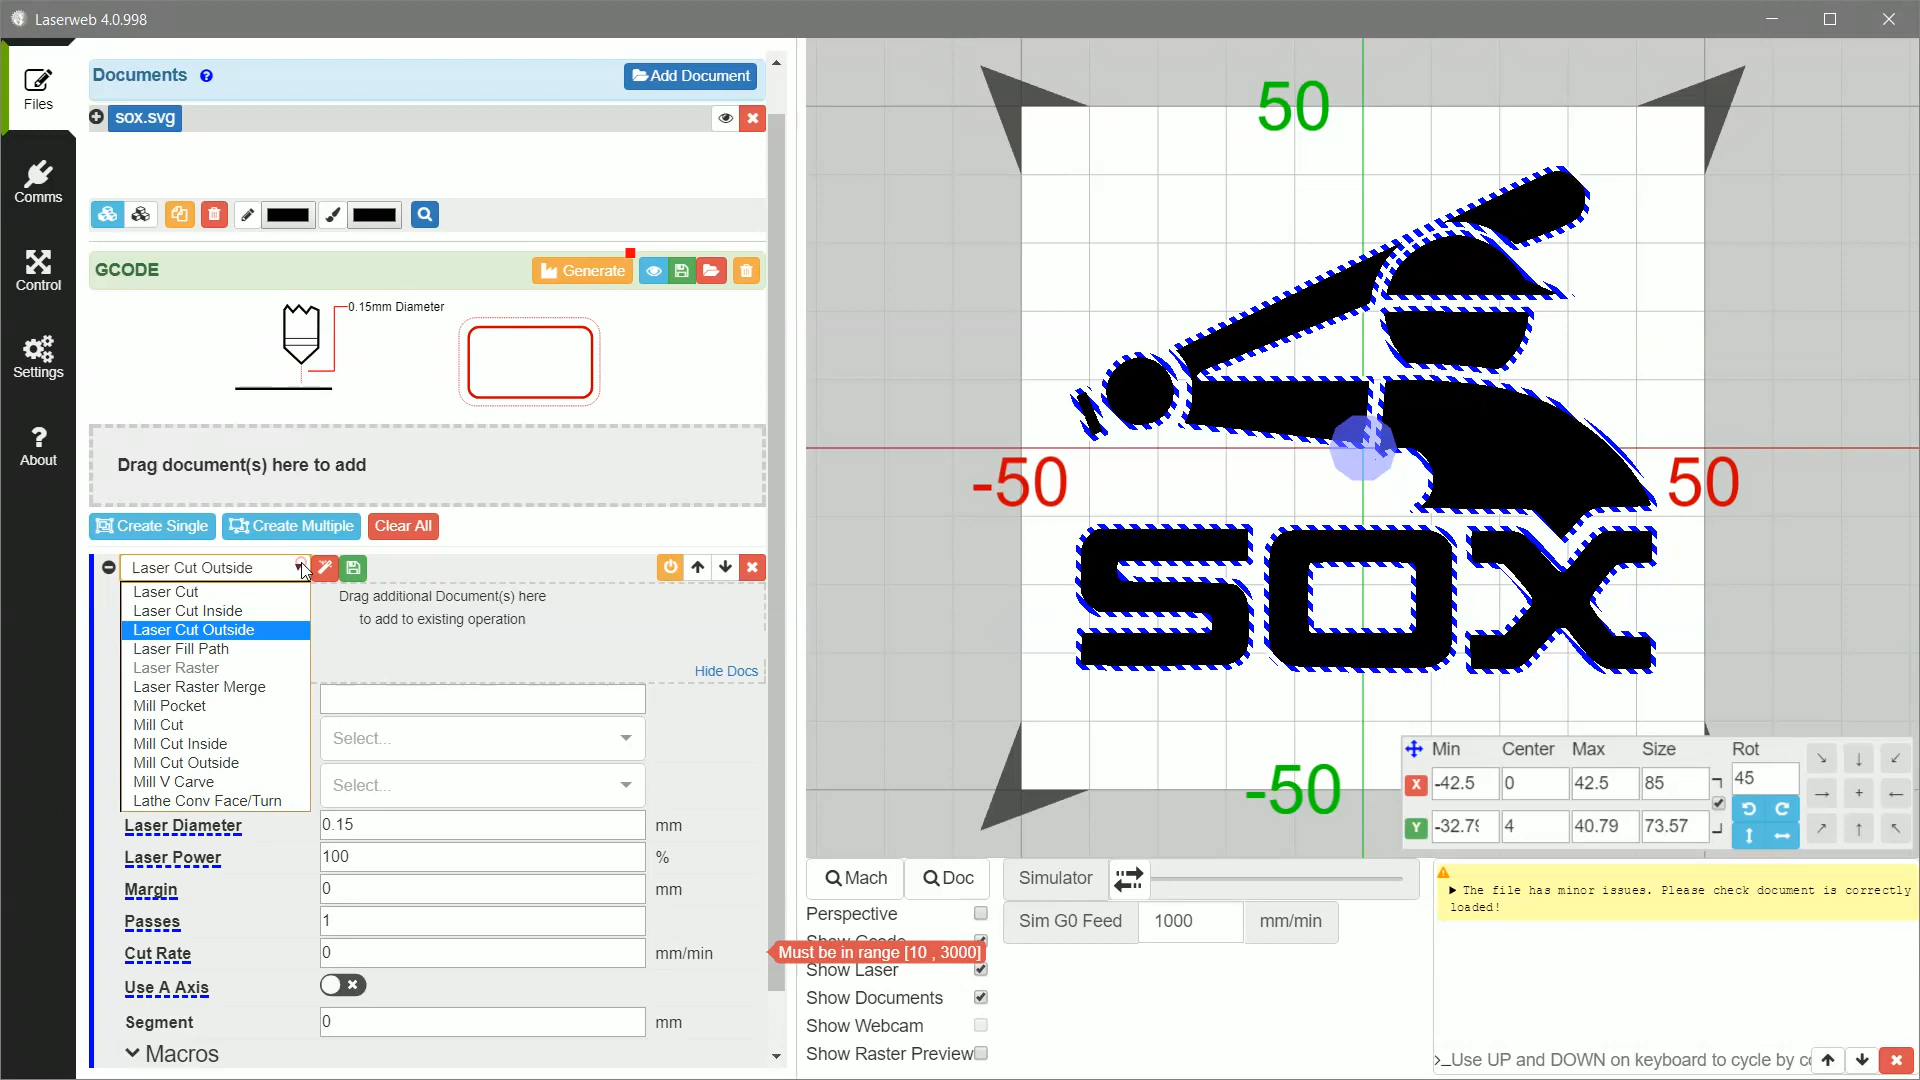 Laserweb 4.0.998
Files
Comms
Control
Settings
?
About
Documents ?
Add Document
sox.svg
GCODE
Generate
0.15mm Diameter
Drag document(s) here to add
Create Single
Create Multiple
Clear All
Laser Cut Outside
Laser Cut
Laser Cut Inside
Laser Cut Outside
Laser Fill Path
Laser Raster
Laser Raster Merge
Mill Pocket
Mill Cut
Mill Cut Inside
Mill Cut Outside
Mill V Carve
Lathe Conv Face/Turn
Drag additional Document(s) here
to add to existing operation
Hide Docs
Select...
Select...
Laser Diameter 0.15 mm
Laser Power 100 %
Margin 0 mm
Passes 1
Cut Rate 0 mm/min
Must be in range [10 , 3000]
Use A Axis
Segment 0 mm
Macros
50
-50
50
-50
SOX
Min Center Max Size Rot
X -42.5 0 42.5 85 45
Y -32.79 4 40.79 73.57
Mach
Doc
Perspective
Show Gcode
Show Laser
Show Documents
Show Webcam
Show Raster Preview
Simulator
Sim G0 Feed 1000 mm/min
The file has minor issues. Please check document is correctly
loaded!
>_Use UP and DOWN on keyboard to cycle by